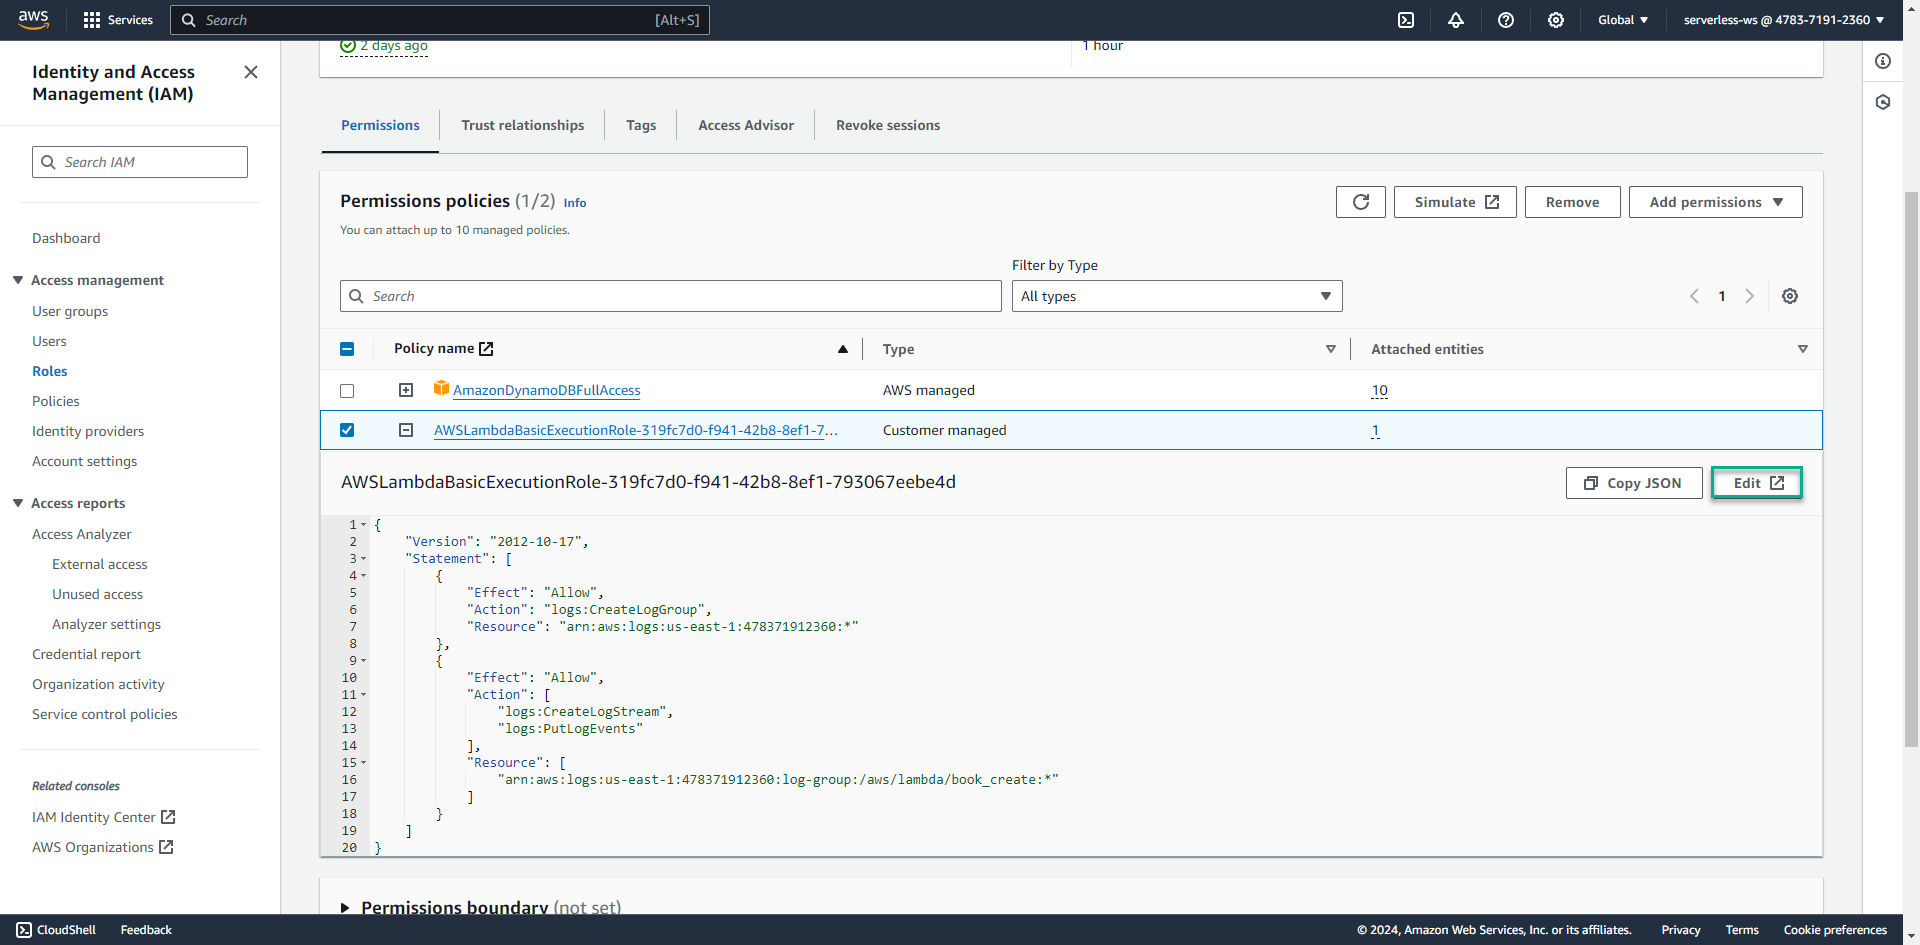 aws
Services
Search
[Alt+S]
Global
serverless-ws @ 4783-7191-2360
Identity and Access
Management (IAM)
Search IAM
Dashboard
Access management
User groups
Users
Roles
Policies
Identity providers
Account settings
Access reports
Access Analyzer
External access
Unused access
Analyzer settings
Credential report
Organization activity
Service control policies
Related consoles
IAM Identity Center
AWS Organizations
2 days ago
1 hour
Permissions
Trust relationships
Tags
Access Advisor
Revoke sessions
Permissions policies (1/2) Info
You can attach up to 10 managed policies.
Simulate
Remove
Add permissions
Filter by Type
Search
All types
1
Policy name
Type
Attached entities
AmazonDynamoDBFullAccess
AWS managed
10
AWSLambdaBasicExecutionRole-319fc7d0-f941-42b8-8ef1-7...
Customer managed
1
AWSLambdaBasicExecutionRole-319fc7d0-f941-42b8-8ef1-793067eebe4d
Copy JSON
Edit
1 {
2 "Version": "2012-10-17",
3 "Statement": [
4 {
5 "Effect": "Allow",
6 "Action": "logs:CreateLogGroup",
7 "Resource": "arn:aws:logs:us-east-1:478371912360:*"
8 },
9 {
10 "Effect": "Allow",
11 "Action": [
12 "logs:CreateLogStream",
13 "logs:PutLogEvents"
14 ],
15 "Resource": [
16 "arn:aws:logs:us-east-1:478371912360:log-group:/aws/lambda/book_create:*"
17 ]
18 }
19 ]
20 }
Permissions boundary (not set)
CloudShell
Feedback
© 2024, Amazon Web Services, Inc. or its affiliates.
Privacy
Terms
Cookie preferences